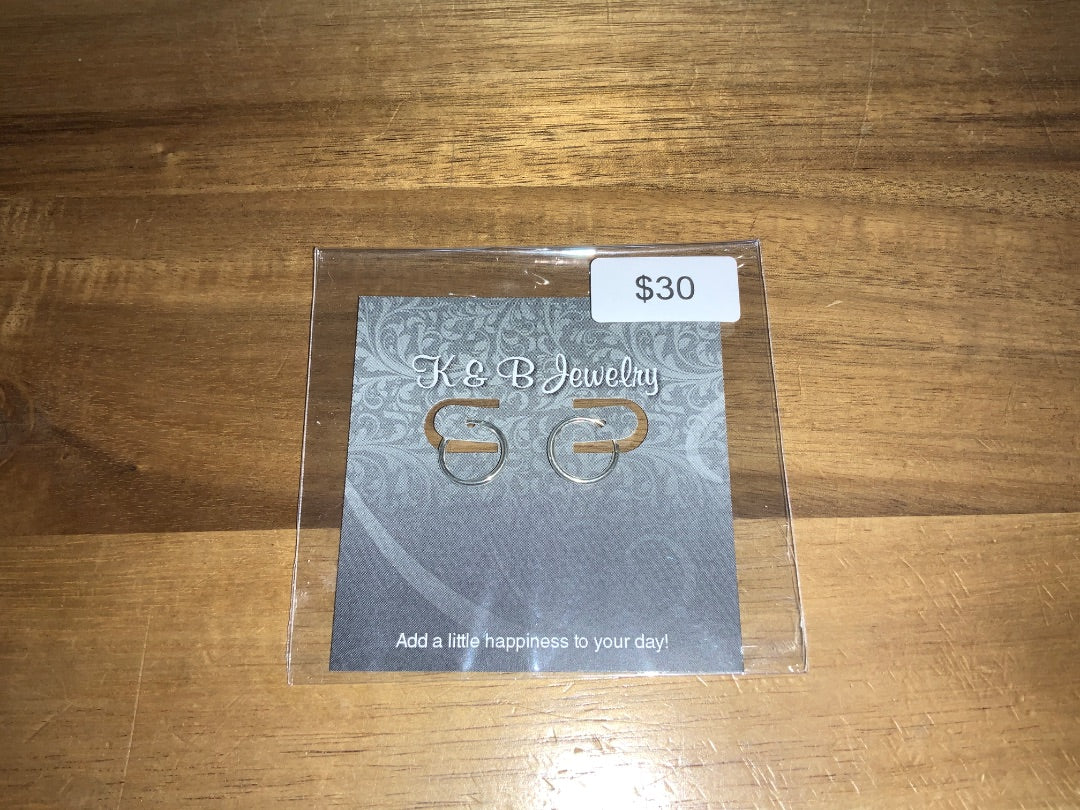 $30
K & B Jewelry
Add a little happiness to your day!